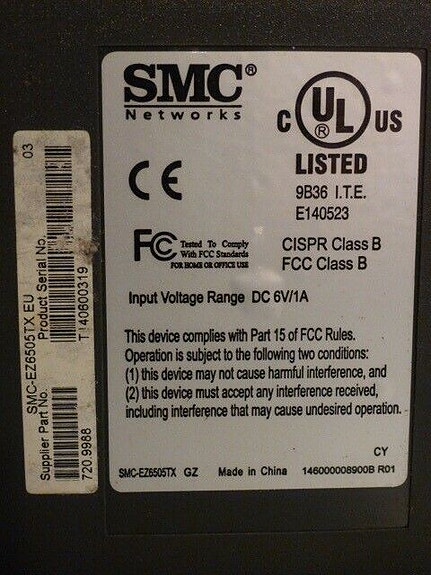 SMC®
Networks
C UL ® US
LISTED
9B36 I.T.E.
E140523
CE
FC Tested To Comply
With FCC Standards
FOR HOME OR OFFICE USE
CISPR Class B
FCC Class B
Input Voltage Range DC 6V/1A
This device complies with Part 15 of FCC Rules.
Operation is subject to the following two conditions:
(1) this device may not cause harmful interference, and
(2) this device must accept any interference received,
including interference that may cause undesired operation.
CY
SMC-EZ6505TX GZ Made in China 146000008900B R01
SMC-EZ6505TX EU 03
Supplier Part No. Product Serial No.
720.9988 T140600319